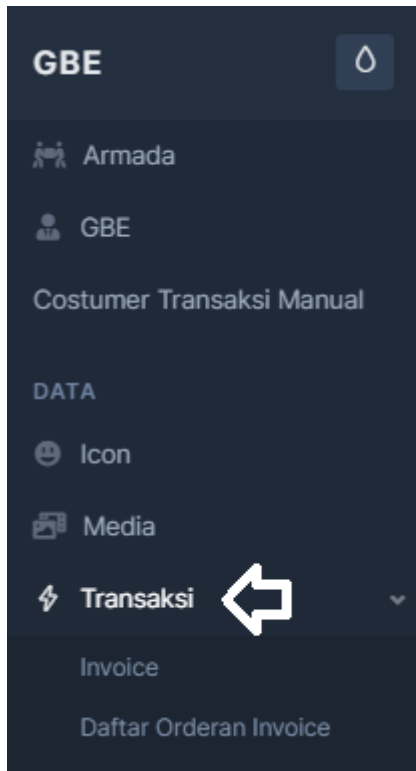 GBE
Armada
GBE
Costumer Transaksi Manual
DATA
Icon
Media
Transaksi
Invoice
Daftar Orderan Invoice